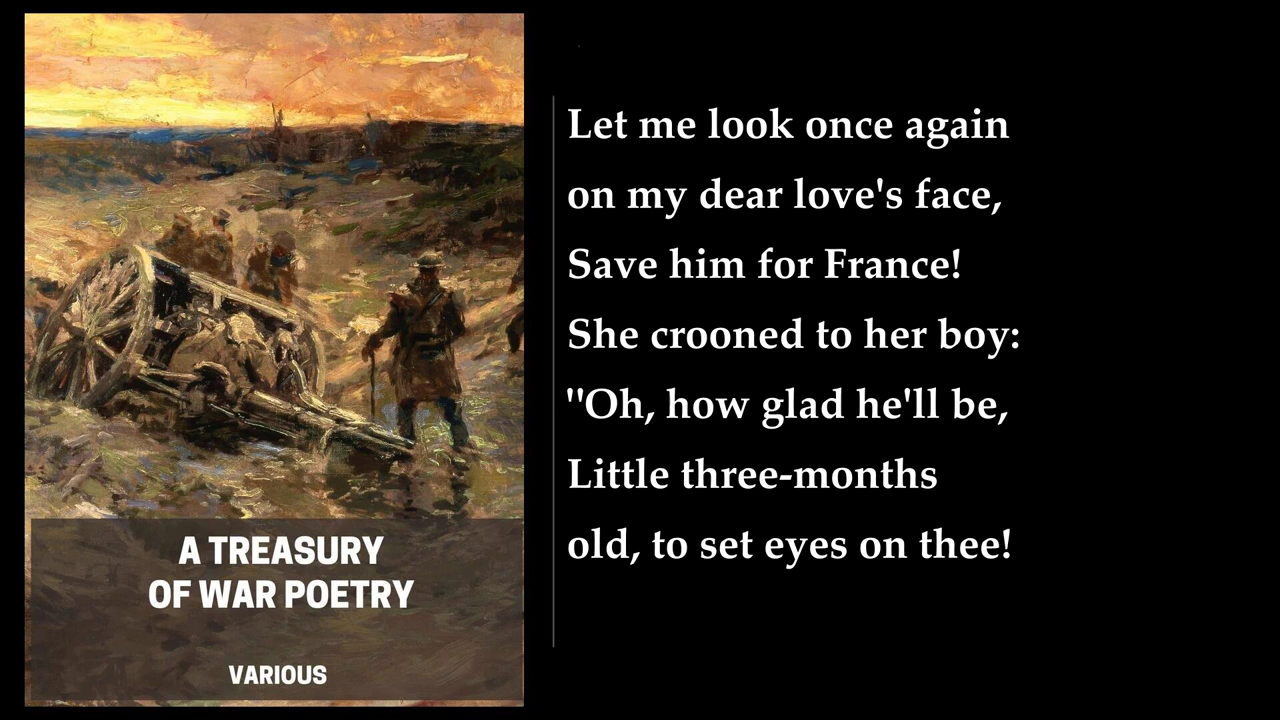 A TREASURY
OF WAR POETRY
VARIOUS
Let me look once again
on my dear love's face,
Save him for France!
She crooned to her boy:
"Oh, how glad he'll be,
Little three-months
old, to set eyes on thee!